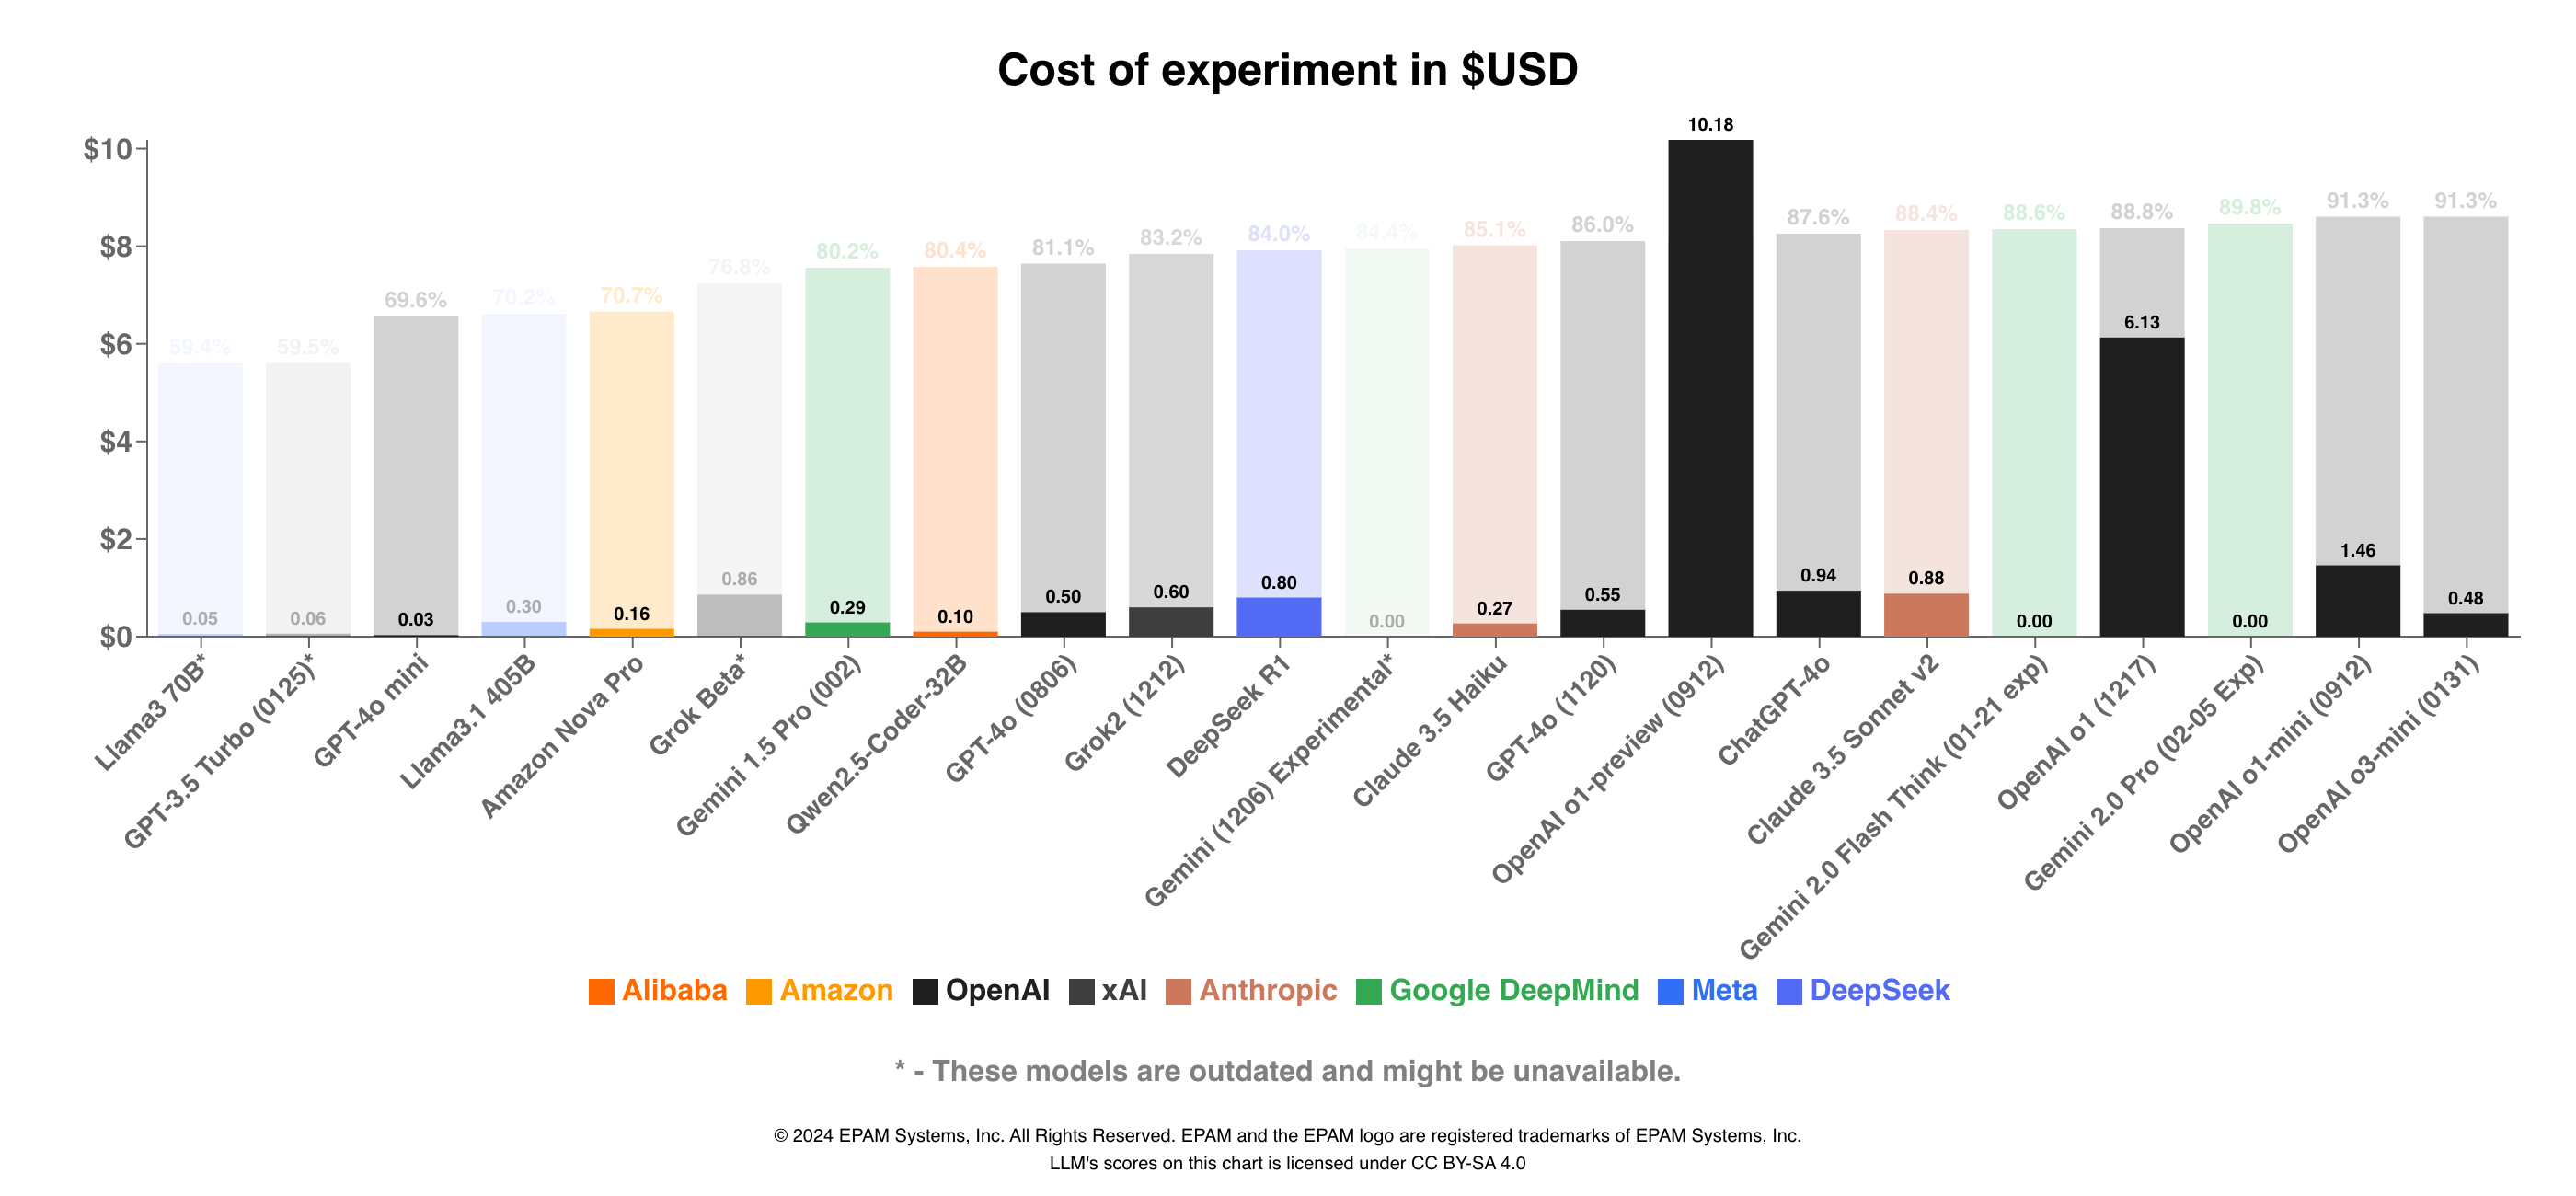 Cost of experiment in $USD
$10
$8
$6
$4
$2
$0
59.4%
59.5%
69.6%
70.2%
70.7%
76.8%
80.2%
80.4%
81.1%
83.2%
84.0%
84.4%
85.1%
86.0%
87.6%
88.4%
88.6%
88.8%
89.8%
91.3%
91.3%
0.05
0.06
0.03
0.30
0.16
0.86
0.29
0.10
0.50
0.60
0.80
0.00
0.27
0.55
10.18
0.94
0.88
0.00
6.13
0.00
1.46
0.48
Llama3 70B*
GPT-3.5 Turbo (0125)*
GPT-4o mini
Llama3.1 405B
Amazon Nova Pro
Grok Beta*
Gemini 1.5 Pro (002)
Qwen2.5-Coder-32B
GPT-4o (0806)
Grok2 (1212)
DeepSeek R1
Gemini (1206) Experimental*
Claude 3.5 Haiku
GPT-4o (1120)
OpenAI o1-preview (0912)
ChatGPT-4o
Claude 3.5 Sonnet v2
Gemini 2.0 Flash Think (01-21 exp)
OpenAI o1 (1217)
Gemini 2.0 Pro (02-05 Exp)
OpenAI o1-mini (0912)
OpenAI o3-mini (0131)
Alibaba Amazon OpenAI xAI Anthropic Google DeepMind Meta DeepSeek
* - These models are outdated and might be unavailable.
© 2024 EPAM Systems, Inc. All Rights Reserved. EPAM and the EPAM logo are registered trademarks of EPAM Systems, Inc.
LLM's scores on this chart is licensed under CC BY-SA 4.0